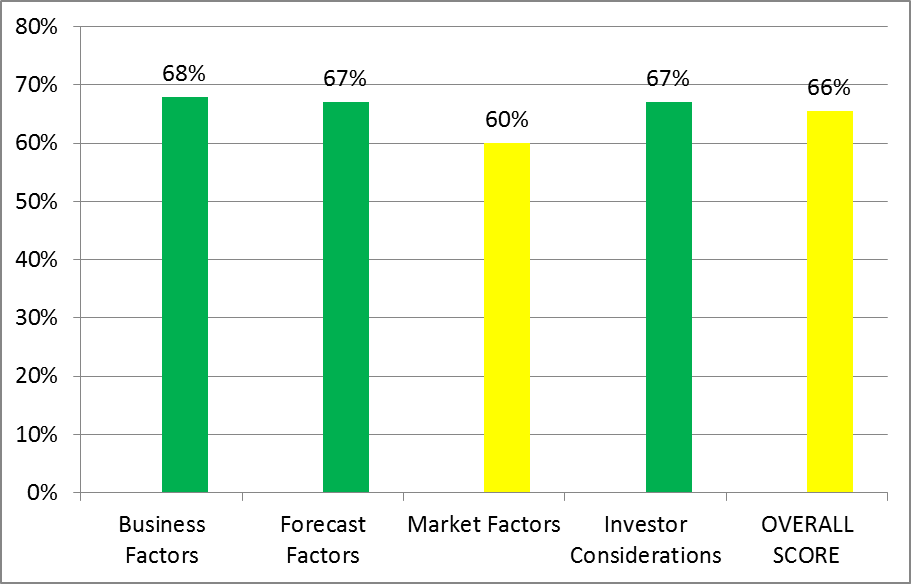 80%
70%
60%
50%
40%
30%
20%
10%
0%
68%
67%
60%
67%
66%
Business
Factors
Forecast
Factors
Market Factors
Investor
Considerations
OVERALL
SCORE